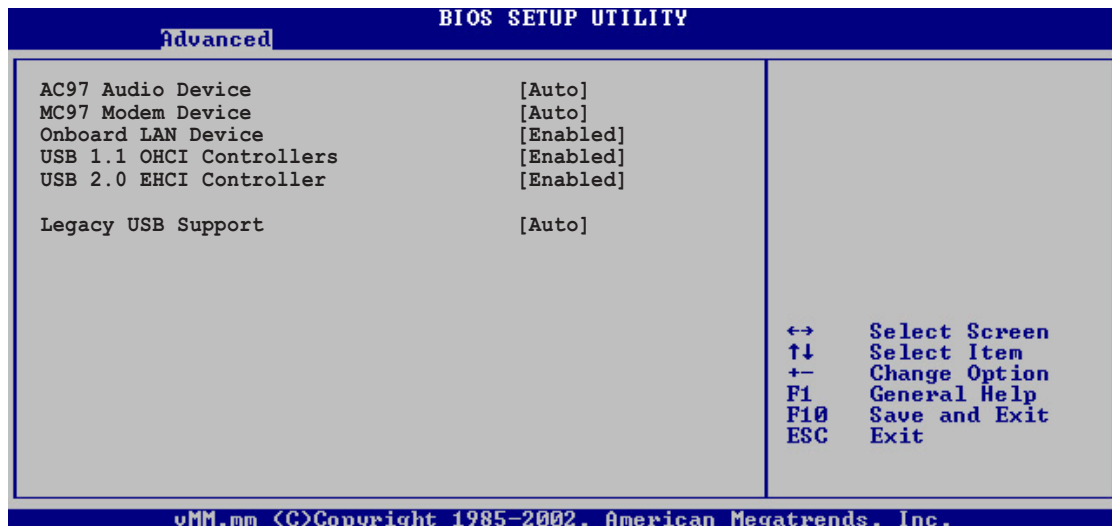 BIOS SETUP UTILITY
Advanced
AC97 Audio Device [Auto]
MC97 Modem Device [Auto]
Onboard LAN Device [Enabled]
USB 1.1 OHCI Controllers [Enabled]
USB 2.0 EHCI Controller [Enabled]
Legacy USB Support [Auto]
←→ Select Screen
↑↓ Select Item
+- Change Option
F1 General Help
F10 Save and Exit
ESC Exit
vMM.mm (C)Copyright 1985-2002, American Megatrends, Inc.